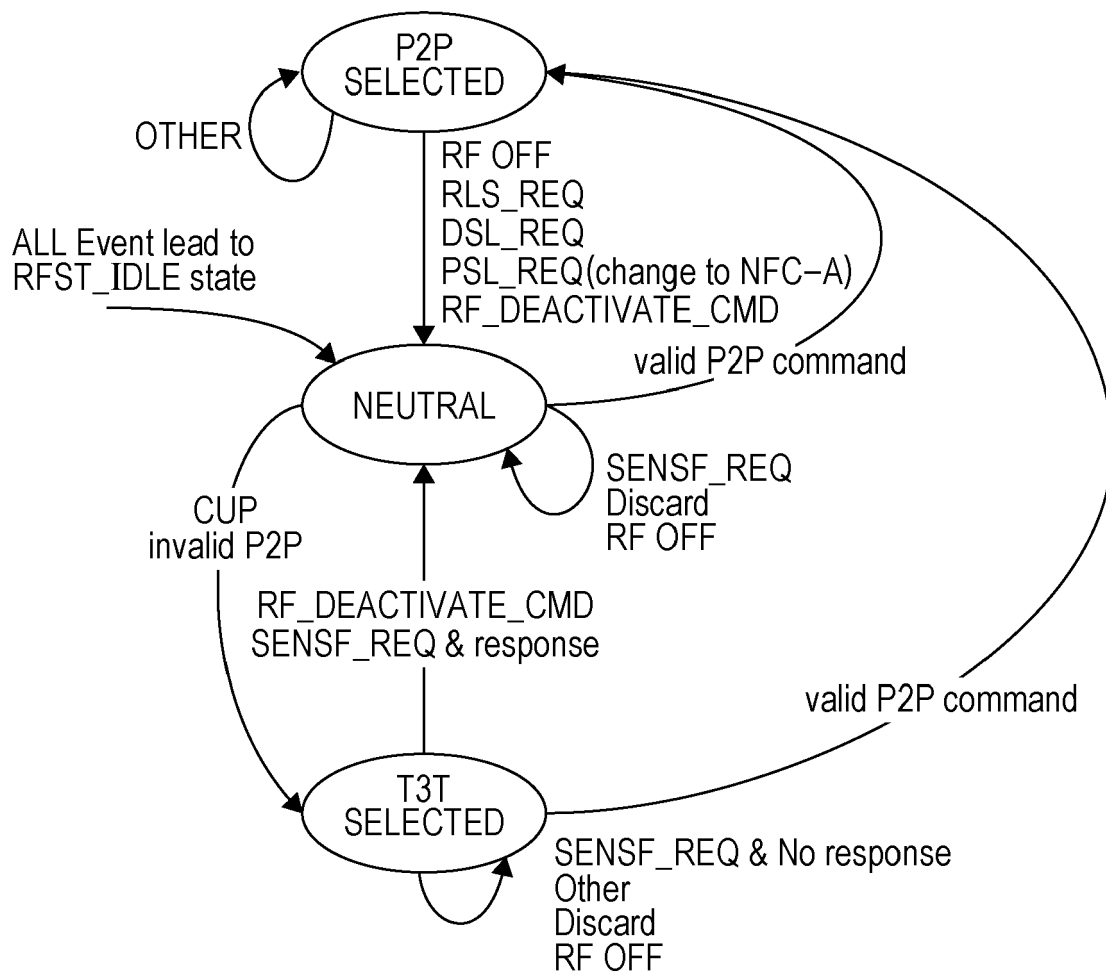 P2P
SELECTED
OTHER
RF OFF
RLS_REQ
DSL_REQ
PSL_REQ(change to NFC–A)
RF_DEACTIVATE_CMD
ALL Event lead to
RFST_IDLE state
valid P2P command
NEUTRAL
SENSF_REQ
Discard
RF OFF
CUP
invalid P2P
RF_DEACTIVATE_CMD
SENSF_REQ & response
valid P2P command
T3T
SELECTED
SENSF_REQ & No response
Other
Discard
RF OFF